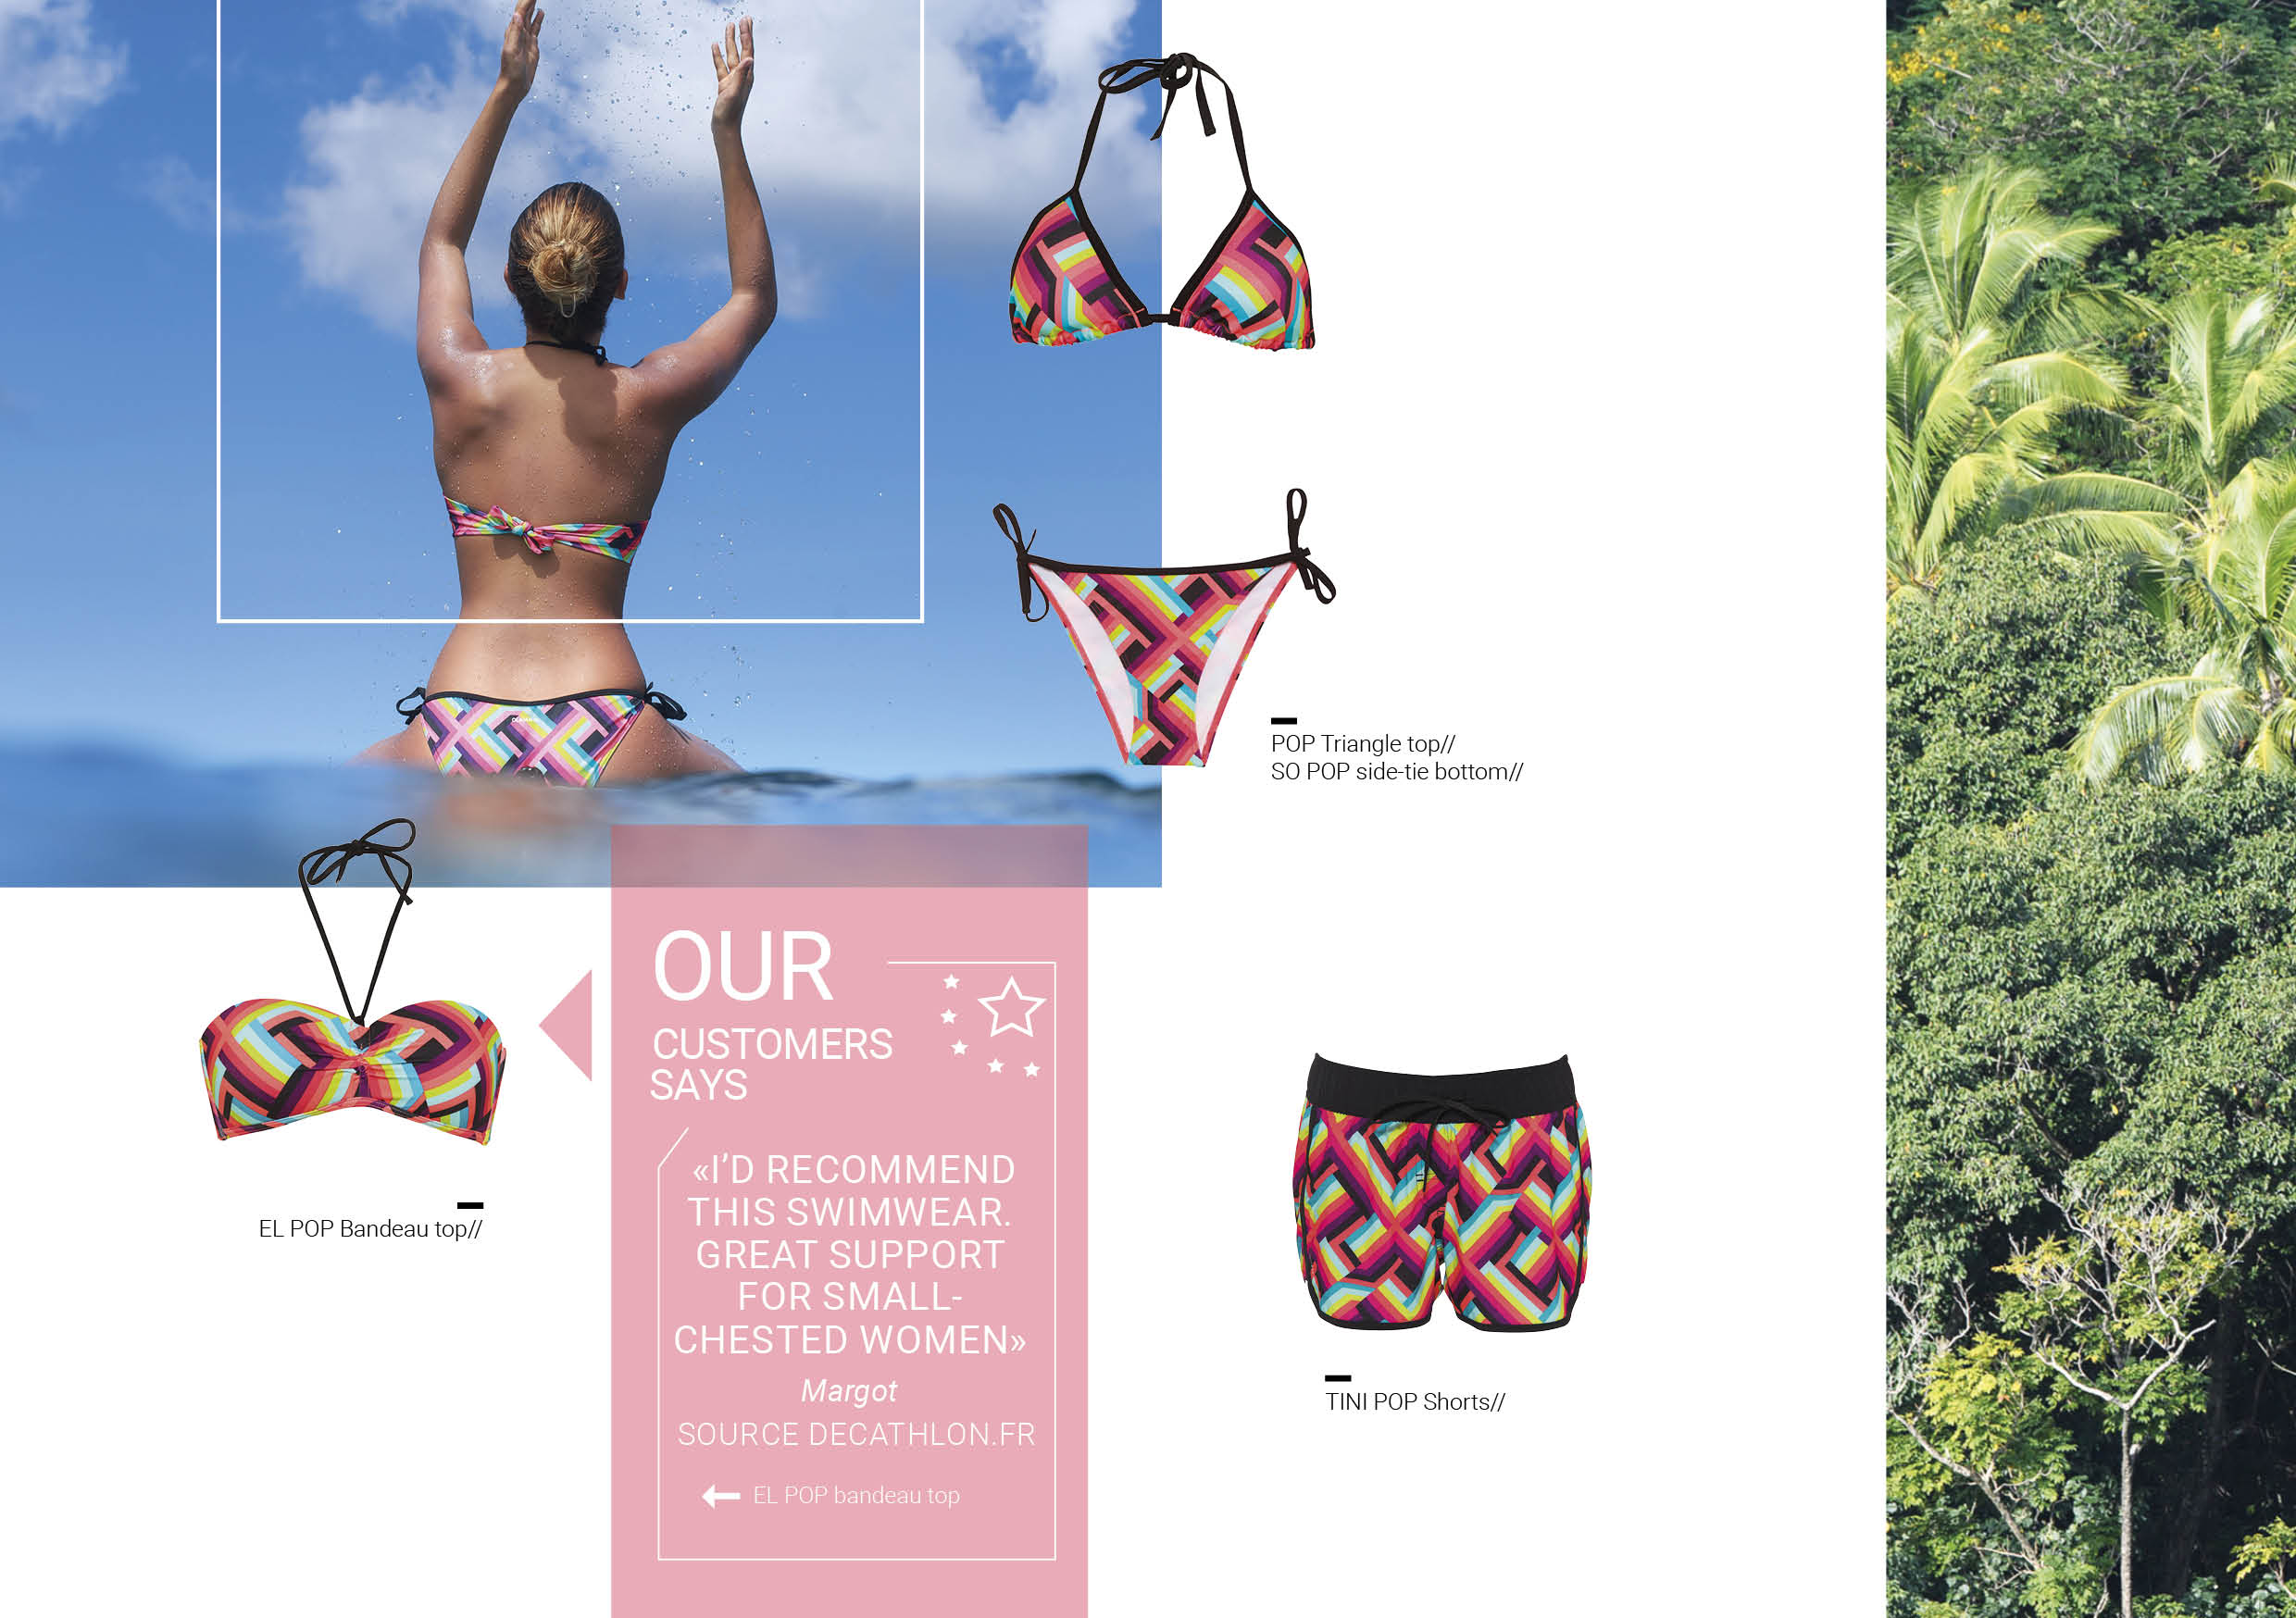 POP Triangle top//
SO POP side-tie bottom//
OUR
CUSTOMERS
SAYS
«I’D RECOMMEND
THIS SWIMWEAR.
GREAT SUPPORT
FOR SMALL-
CHESTED WOMEN»
Margot
SOURCE DECATHLON.FR
EL POP bandeau top
EL POP Bandeau top//
TINI POP Shorts//